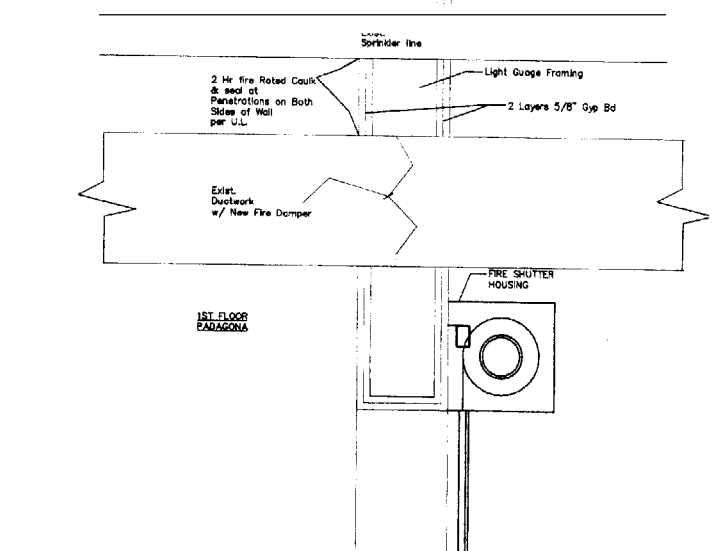 Sprinkler line
2 Hr fire Rated Caulk
& seal at
Penetrations on Both
Sides of Wall
per U.L.
Light Guage Framing
2 Layers 5/8" Gyp Bd
Exist.
Ductwork
w/ New Fire Damper
FIRE SHUTTER
HOUSING
1ST FLOOR
PADAGONA